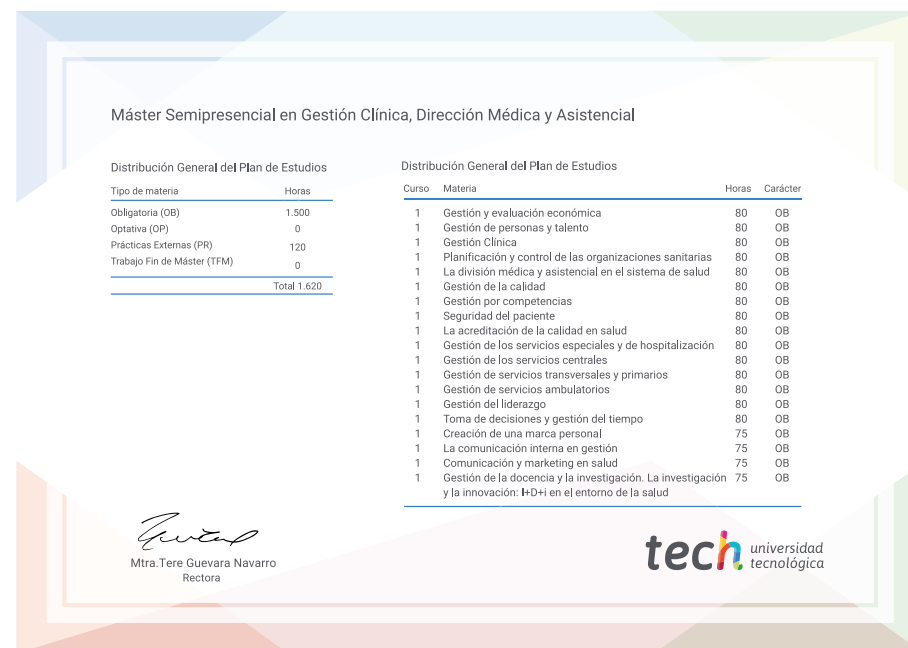 Máster Semipresencial en Gestión Clínica, Dirección Médica y Asistencial
Distribución General del Plan de Estudios
Tipo de materia Horas
Obligatoria (OB) 1.500
Optativa (OP) 0
Prácticas Externas (PR) 120
Trabajo Fin de Máster (TFM) 0
Total 1.620
Distribución General del Plan de Estudios
Curso Materia Horas Carácter
1 Gestión y evaluación económica 80 OB
1 Gestión de personas y talento 80 OB
1 Gestión Clínica 80 OB
1 Planificación y control de las organizaciones sanitarias 80 OB
1 La división médica y asistencial en el sistema de salud 80 OB
1 Gestión de la calidad 80 OB
1 Gestión por competencias 80 OB
1 Seguridad del paciente 80 OB
1 La acreditación de la calidad en salud 80 OB
1 Gestión de los servicios especiales y de hospitalización 80 OB
1 Gestión de los servicios centrales 80 OB
1 Gestión de servicios transversales y primarios 80 OB
1 Gestión de servicios ambulatorios 80 OB
1 Gestión del liderazgo 80 OB
1 Toma de decisiones y gestión del tiempo 80 OB
1 Creación de una marca personal 75 OB
1 La comunicación interna en gestión 75 OB
1 Comunicación y marketing en salud 75 OB
1 Gestión de la docencia y la investigación. La investigación 75 OB
y la innovación: I+D+i en el entorno de la salud
Mtra.Tere Guevara Navarro
Rectora
tech universidad
tecnológica